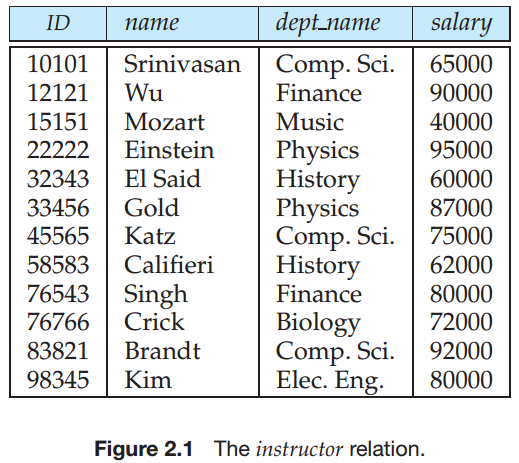 ID name dept_name salary
10101 Srinivasan Comp. Sci. 65000
12121 Wu Finance 90000
15151 Mozart Music 40000
22222 Einstein Physics 95000
32343 El Said History 60000
33456 Gold Physics 87000
45565 Katz Comp. Sci. 75000
58583 Califieri History 62000
76543 Singh Finance 80000
76766 Crick Biology 72000
83821 Brandt Comp. Sci. 92000
98345 Kim Elec. Eng. 80000
Figure 2.1 The instructor relation.